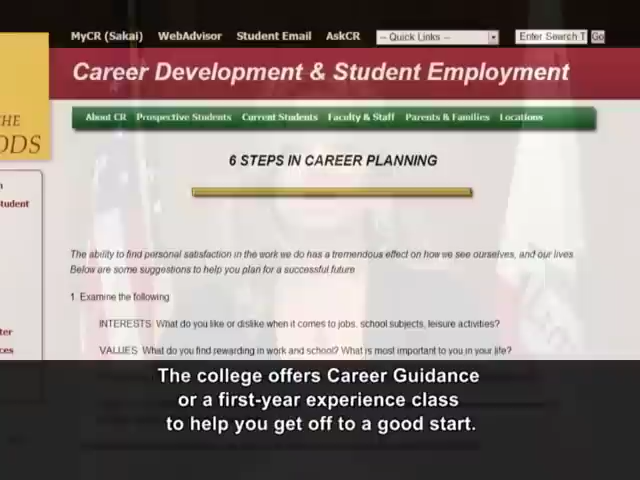 MyCR (Sakai) WebAdvisor Student Email AskCR -- Quick Links -- Enter Search T Go
Career Development & Student Employment
THE
ODS
About CR Prospective Students Current Students Faculty & Staff Parents & Families Locations
6 STEPS IN CAREER PLANNING
The ability to find personal satisfaction in the work we do has a tremendous effect on how we see ourselves, and our lives.
Below are some suggestions to help you plan for a successful future
tudent
1. Examine the following
INTERESTS: What do you like or dislike when it comes to jobs, school subjects, leisure activities?
ter
ces
VALUES: What do you find rewarding in work and school? What is most important to you in your life?
The college offers Career Guidance
or a first-year experience class
to help you get off to a good start.